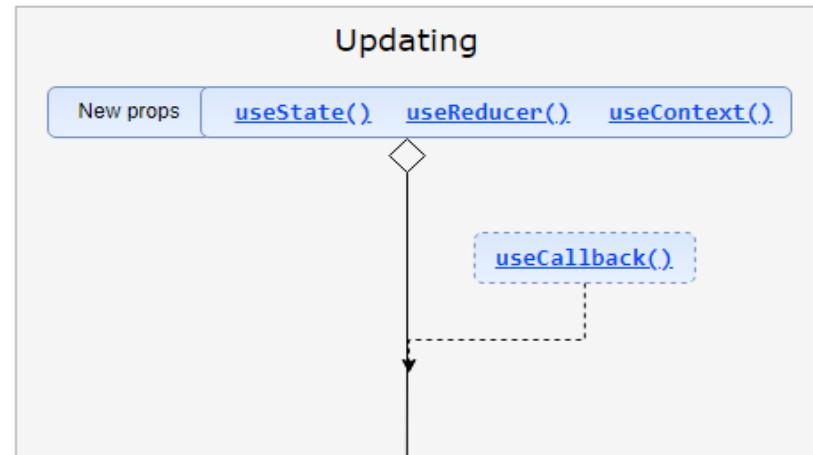 Updating
New props useState() useReducer() useContext()
useCallback()